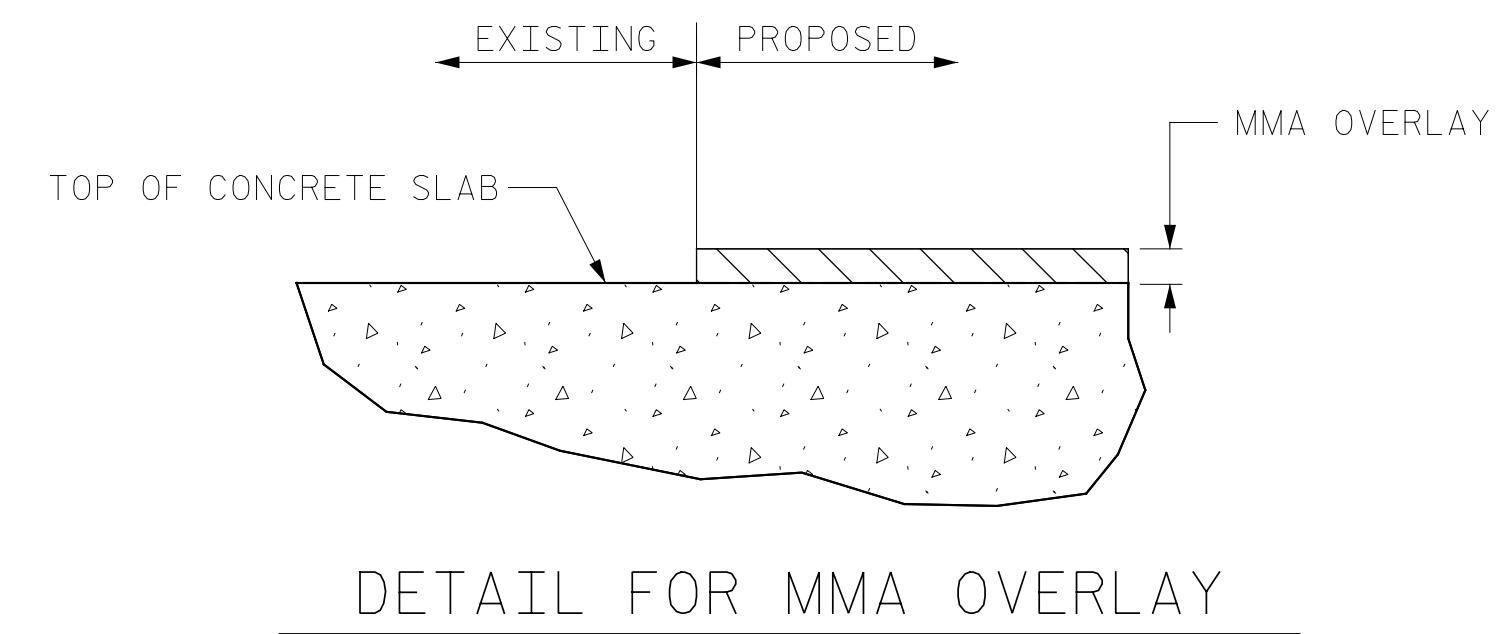 EXISTING
PROPOSED
MMA OVERLAY
TOP OF CONCRETE SLAB
DETAIL FOR MMA OVERLAY